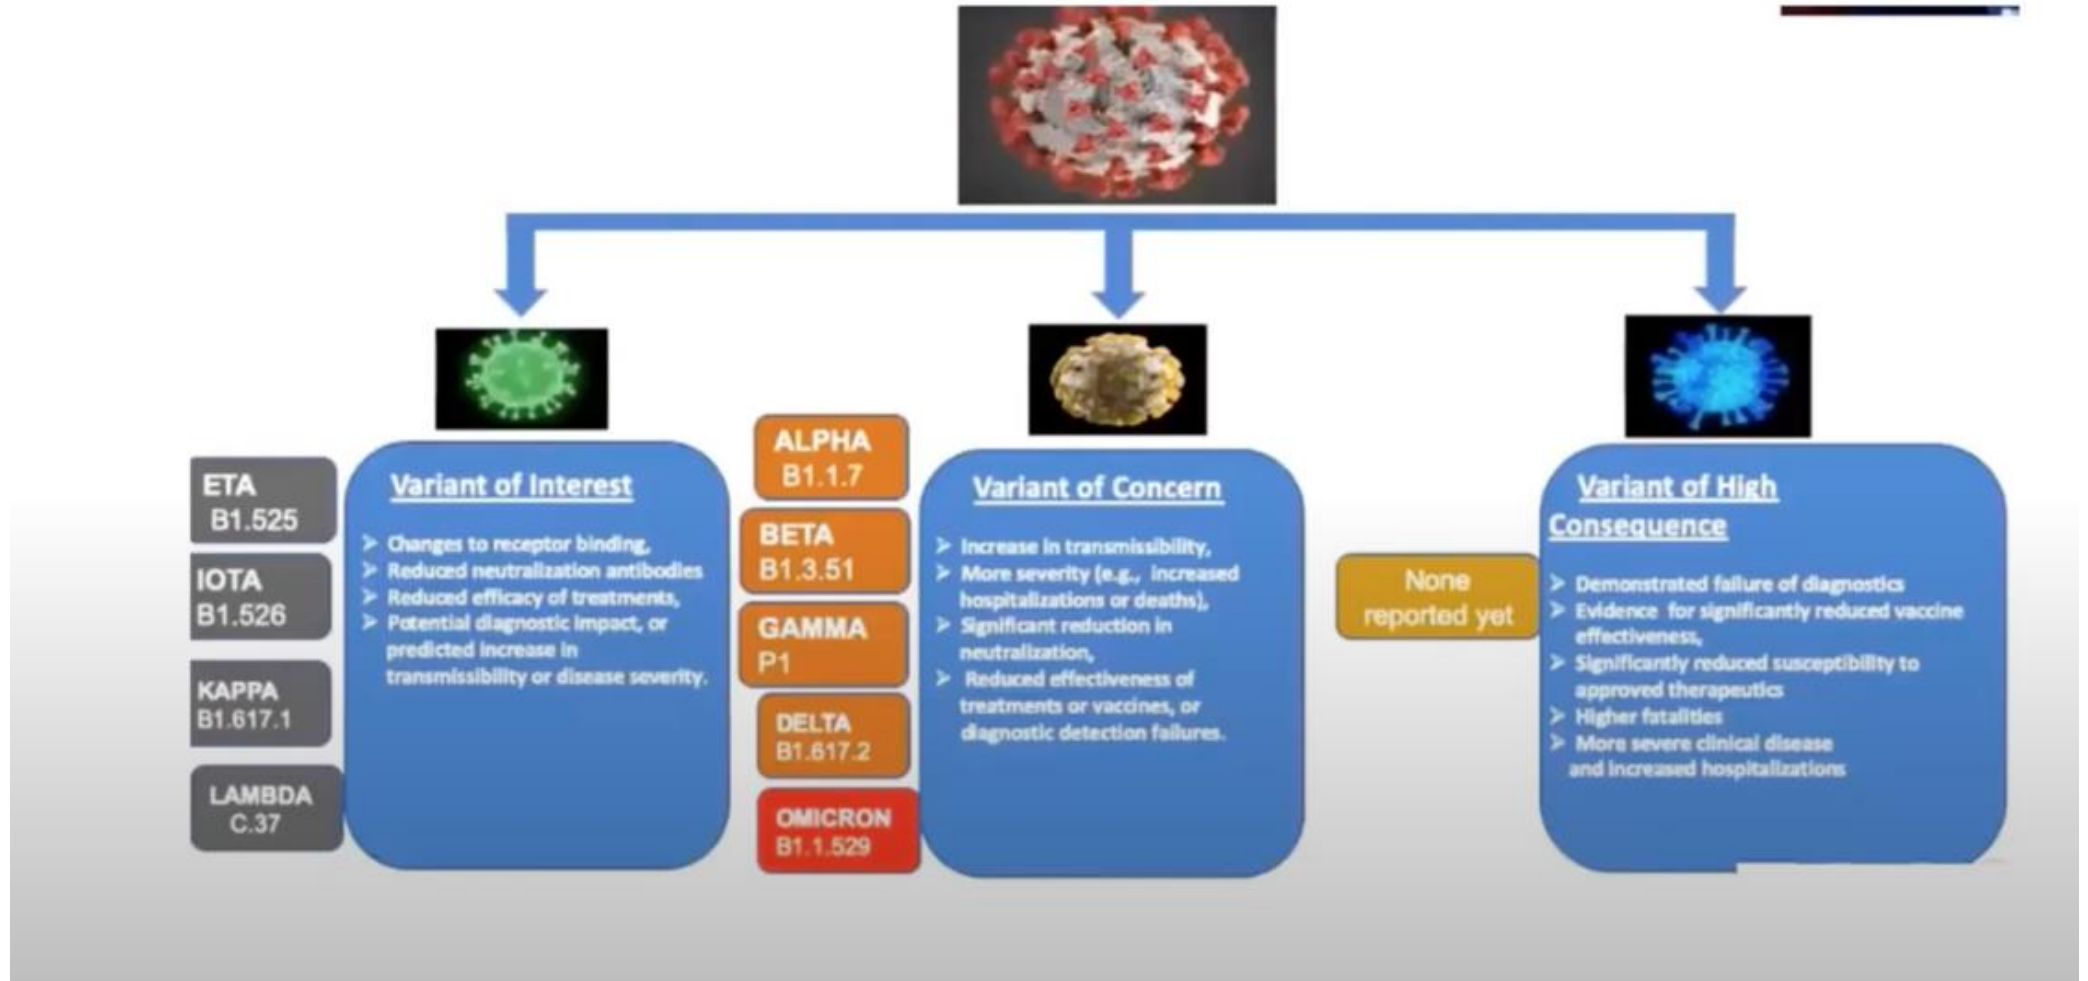 ETA
B1.525
IOTA
B1.526
KAPPA
B1.617.1
LAMBDA
C.37
Variant of Interest
➢ Changes to receptor binding,
➢ Reduced neutralization antibodies
➢ Reduced efficacy of treatments,
➢ Potential diagnostic impact, or
predicted increase in
transmissibility or disease severity.
ALPHA
B1.1.7
BETA
B1.3.51
GAMMA
P1
DELTA
B1.617.2
OMICRON
B1.1.529
Variant of Concern
➢ Increase in transmissibility,
➢ More severity (e.g., increased
hospitalizations or deaths),
➢ Significant reduction in
neutralization,
➢ Reduced effectiveness of
treatments or vaccines, or
diagnostic detection failures.
None
reported yet
Variant of High
Consequence
➢ Demonstrated failure of diagnostics
➢ Evidence for significantly reduced vaccine
effectiveness,
➢ Significantly reduced susceptibility to
approved therapeutics
➢ Higher fatalities
➢ More severe clinical disease
and increased hospitalizations